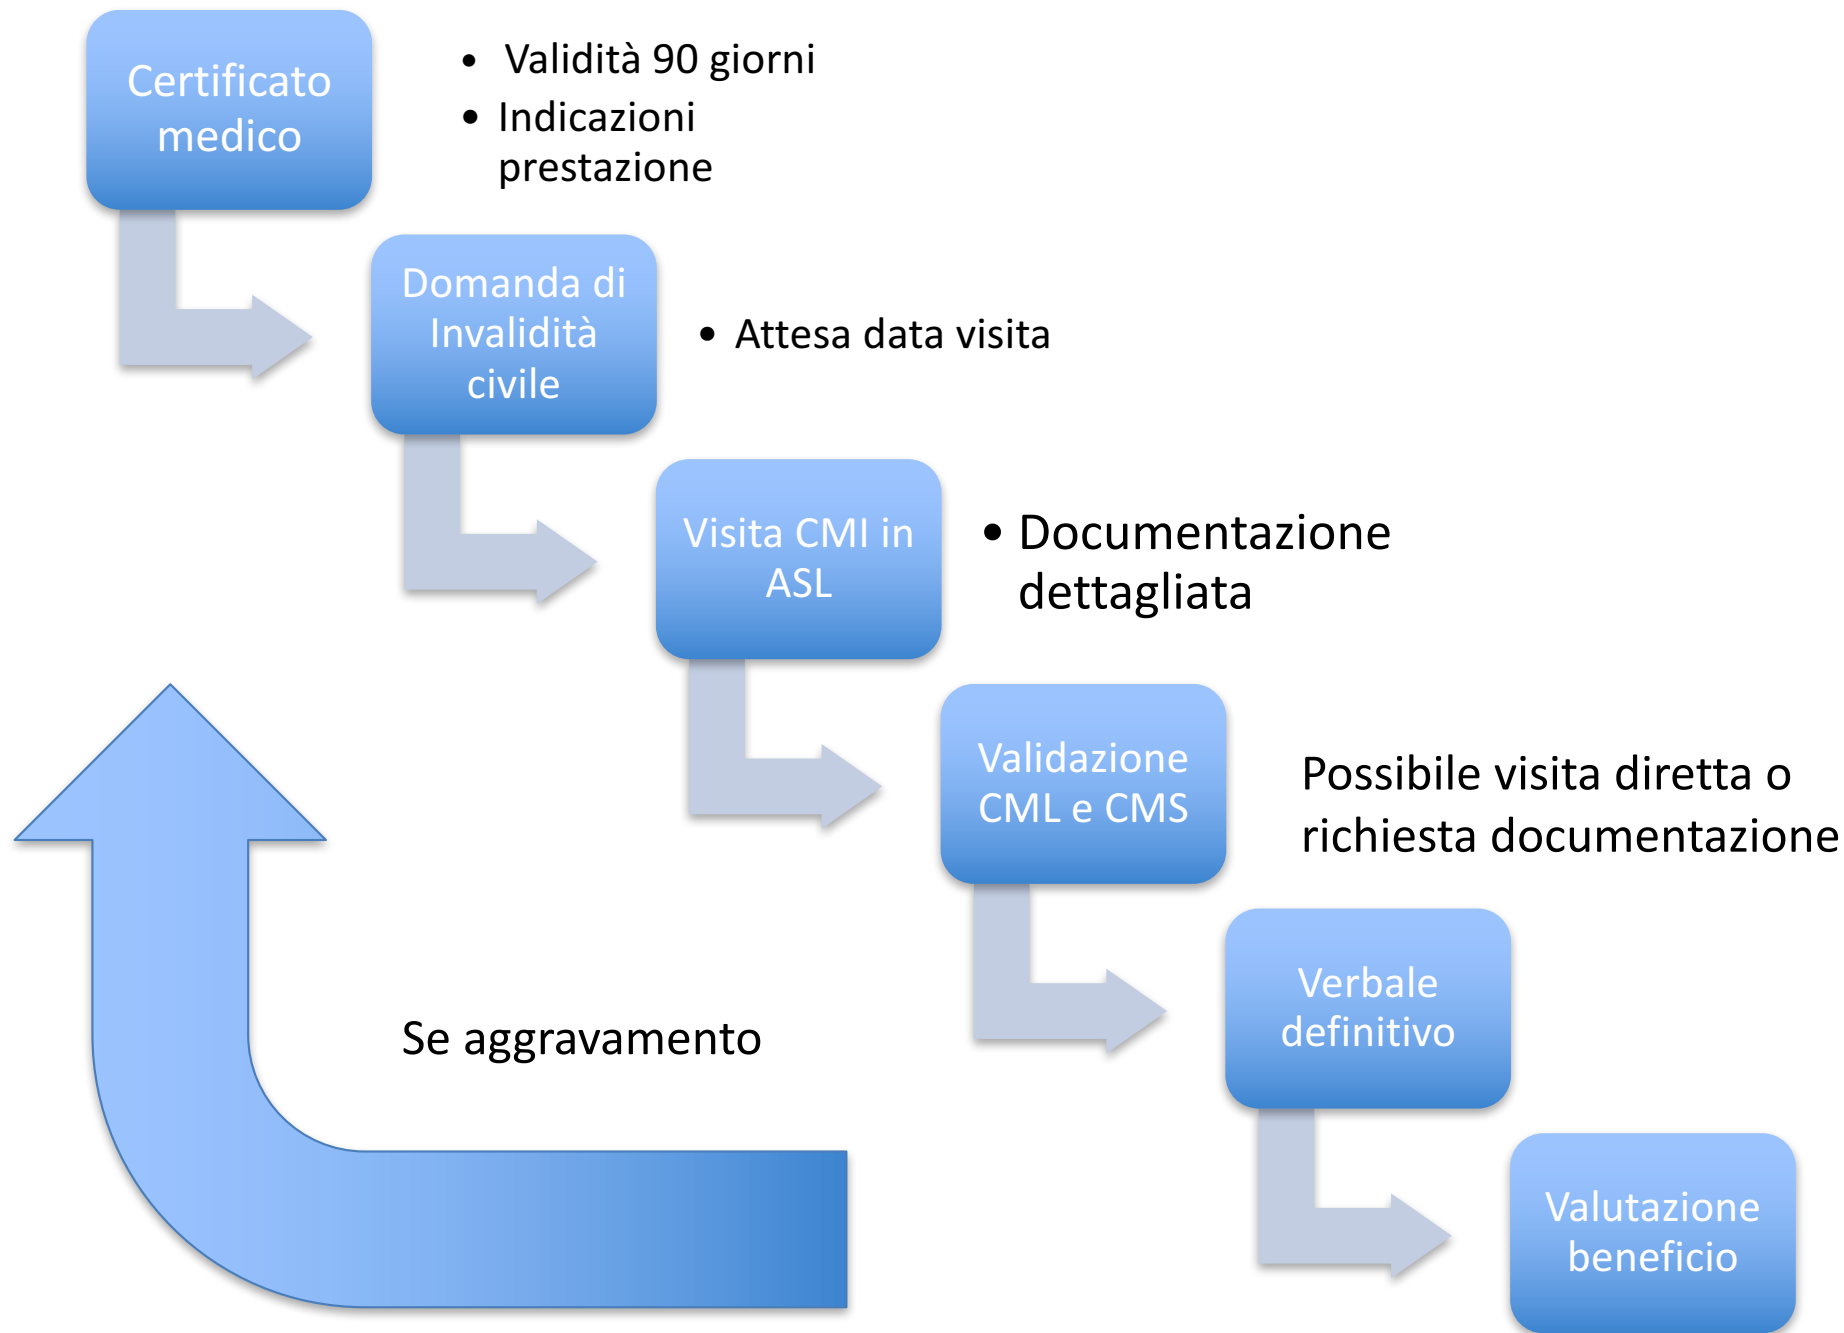 Certificato
medico
• Validità 90 giorni
• Indicazioni
prestazione
Domanda di
Invalidità
civile
• Attesa data visita
Visita CMI in
ASL
• Documentazione
dettagliata
Validazione
CML e CMS
Possibile visita diretta o
richiesta documentazione
Verbale
definitivo
Se aggravamento
Valutazione
beneficio